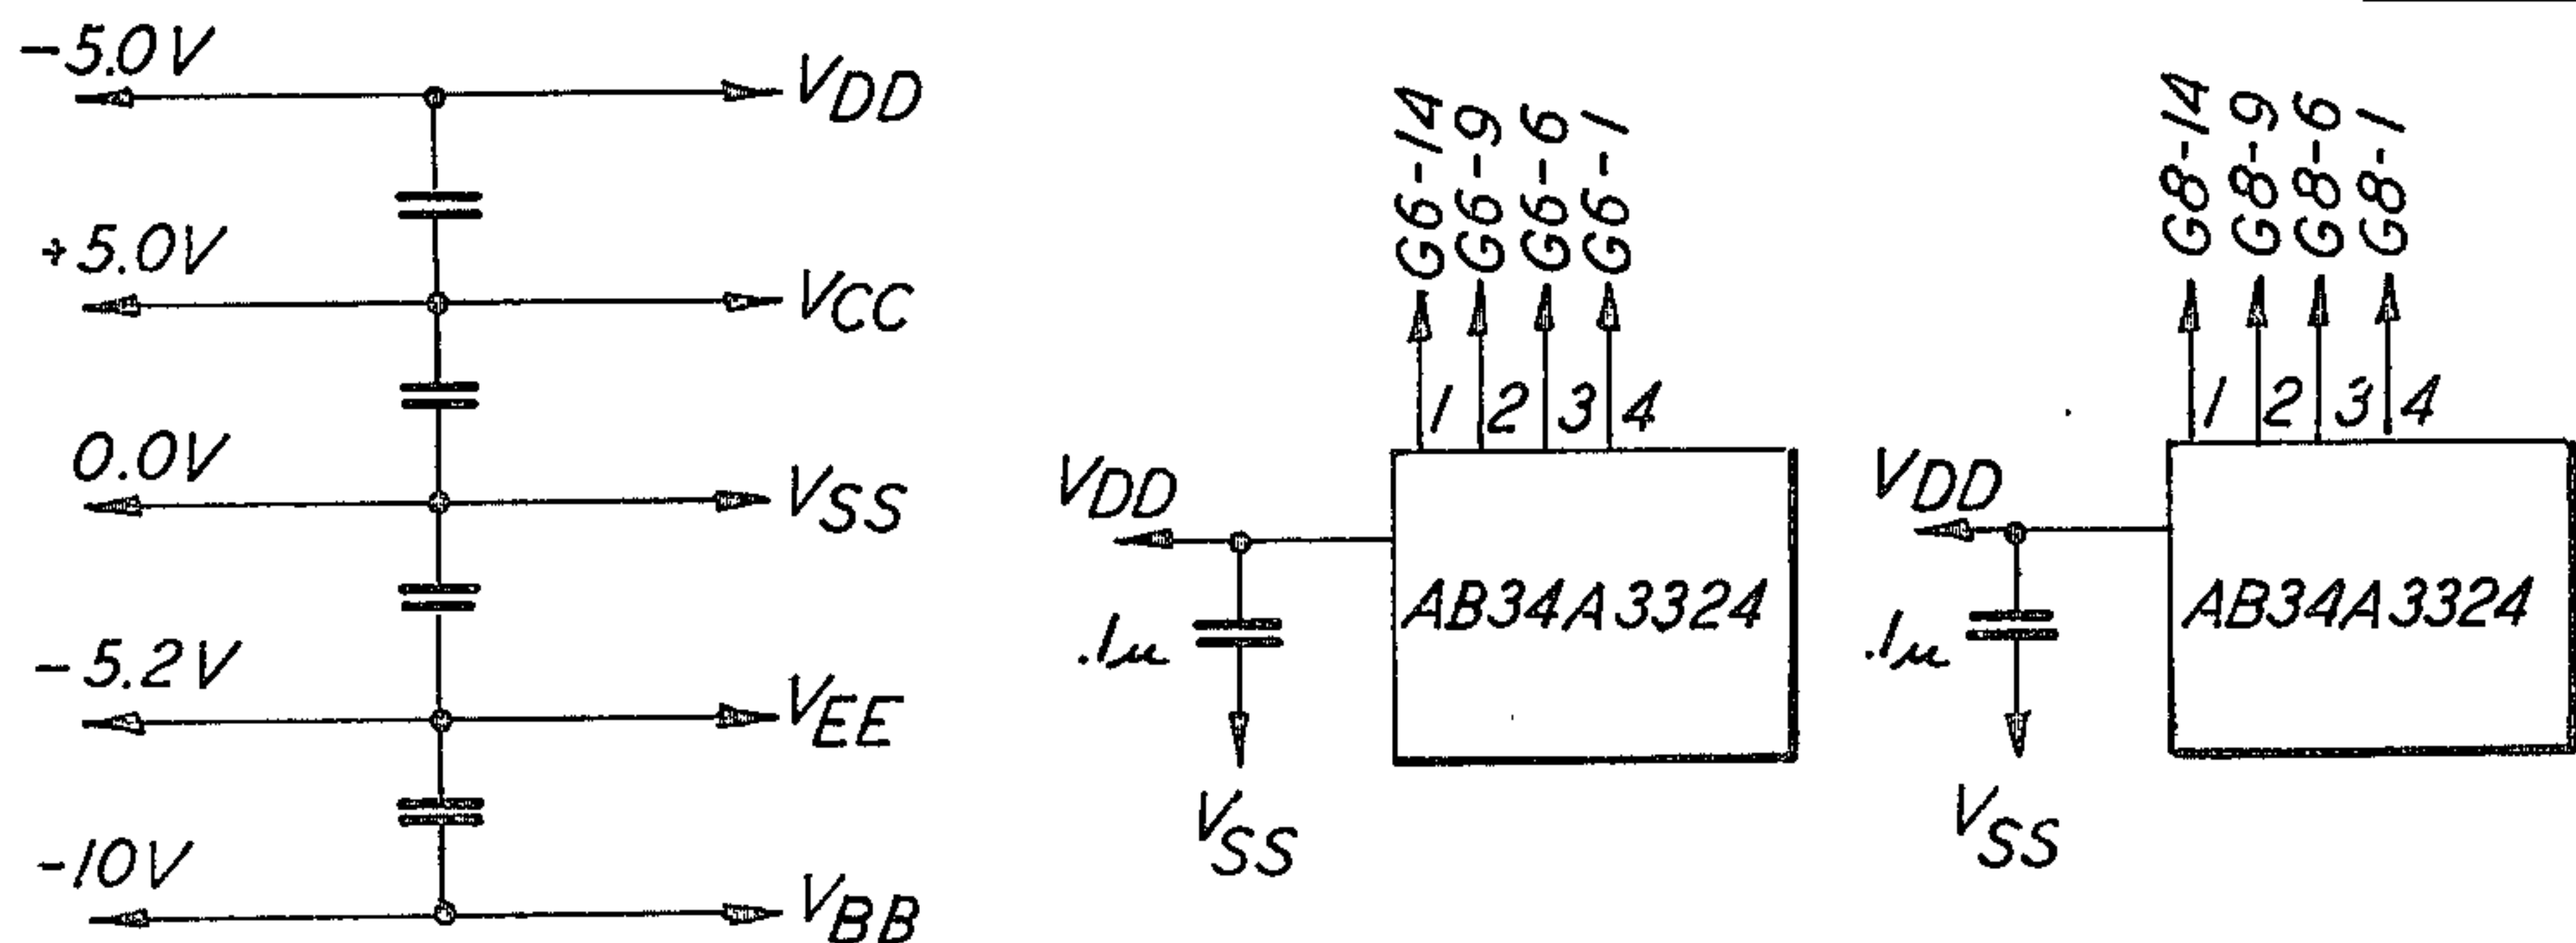 -5.0V
VDD
+5.0V
VCC
0.0V
VSS
-5.2V
VEE
-10V
VBB
G6-14
G6-9
G6-6
G6-1
1 2 3 4
VDD
AB34A3324
.1μ
VSS
G8-14
G8-9
G8-6
G8-1
1 2 3 4
VDD
AB34A3324
.1μ
VSS